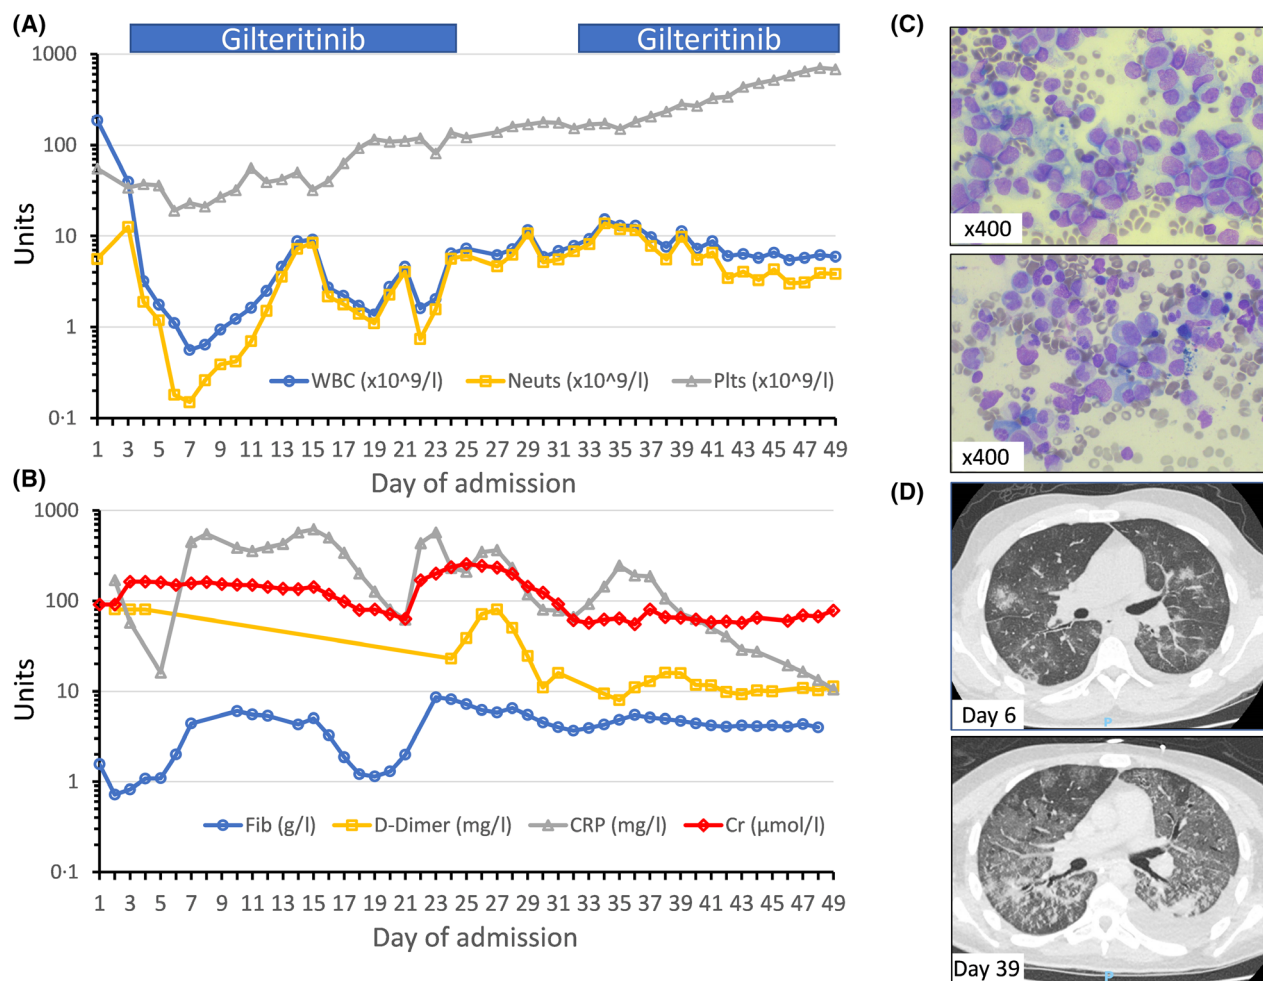 (A)
Gilteritinib Gilteritinib
1000
100
10
1
0·1
Units
WBC (x10^9/l) Neuts (x10^9/l) Plts (x10^9/l)
1 3 5 7 9 11 13 15 17 19 21 23 25 27 29 31 33 35 37 39 41 43 45 47 49
Day of admission
(B)
1000
100
10
1
0·1
Units
Fib (g/l) D-Dimer (mg/l) CRP (mg/l) Cr (μmol/l)
1 3 5 7 9 11 13 15 17 19 21 23 25 27 29 31 33 35 37 39 41 43 45 47 49
Day of admission
(C)
x400
x400
(D)
Day 6
P
Day 39
P